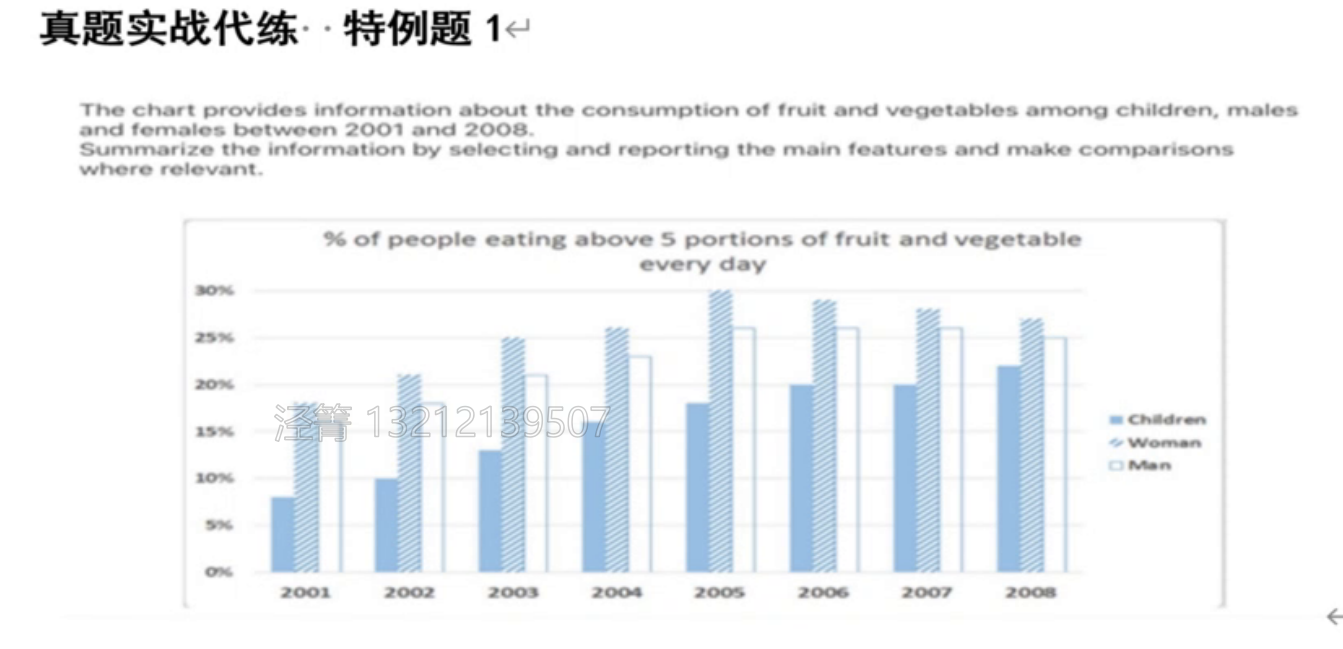 真题实战代练··特例题 1↵
The chart provides information about the consumption of fruit and vegetables among children, males
and females between 2001 and 2008.
Summarize the information by selecting and reporting the main features and make comparisons
where relevant.
% of people eating above 5 portions of fruit and vegetable
every day
30%
25%
20%
15%
10%
5%
0%
泾箐 13212139507
2001 2002 2003 2004 2005 2006 2007 2008
Children
Woman
Man